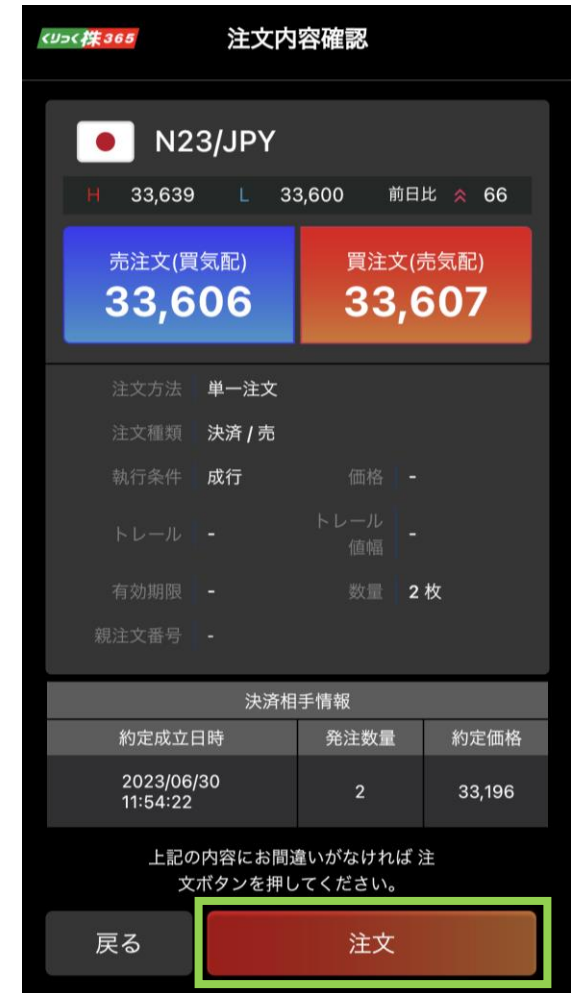 くりっく株365
注文内容確認
N23/JPY
H 33,639 L 33,600 前日比 66
売注文(買気配) 買注文(売気配)
33,606 33,607
注文方法 単一注文
注文種類 決済 / 売
執行条件 成行 価格 -
トレール - トレール
値幅 -
有効期限 - 数量 2 枚
親注文番号 -
決済相手情報
約定成立日時 発注数量 約定価格
2023/06/30
11:54:22 2 33,196
上記の内容にお間違いがなければ 注
文ボタンを押してください。
戻る 注文